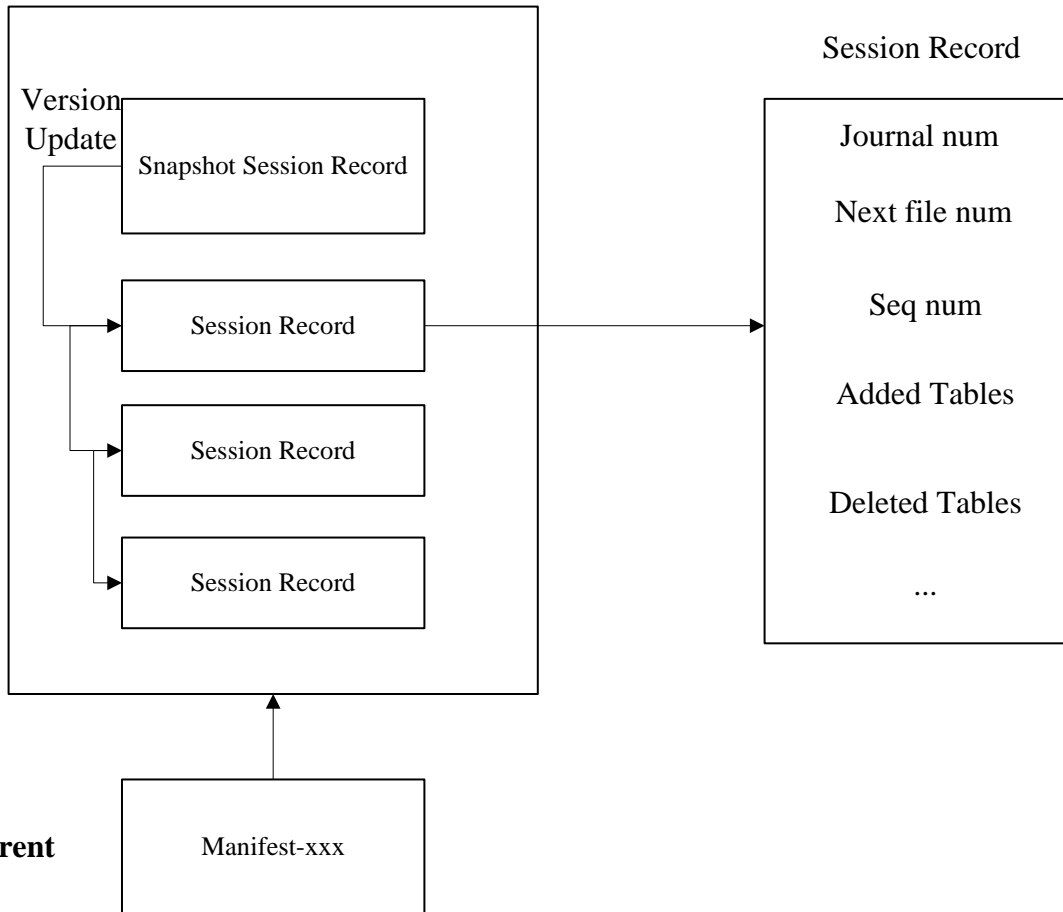 Version
Update
Snapshot Session Record
Session Record
Session Record
Session Record
Session Record
Journal num
Next file num
Seq num
Added Tables
Deleted Tables
...
rent
Manifest-xxx